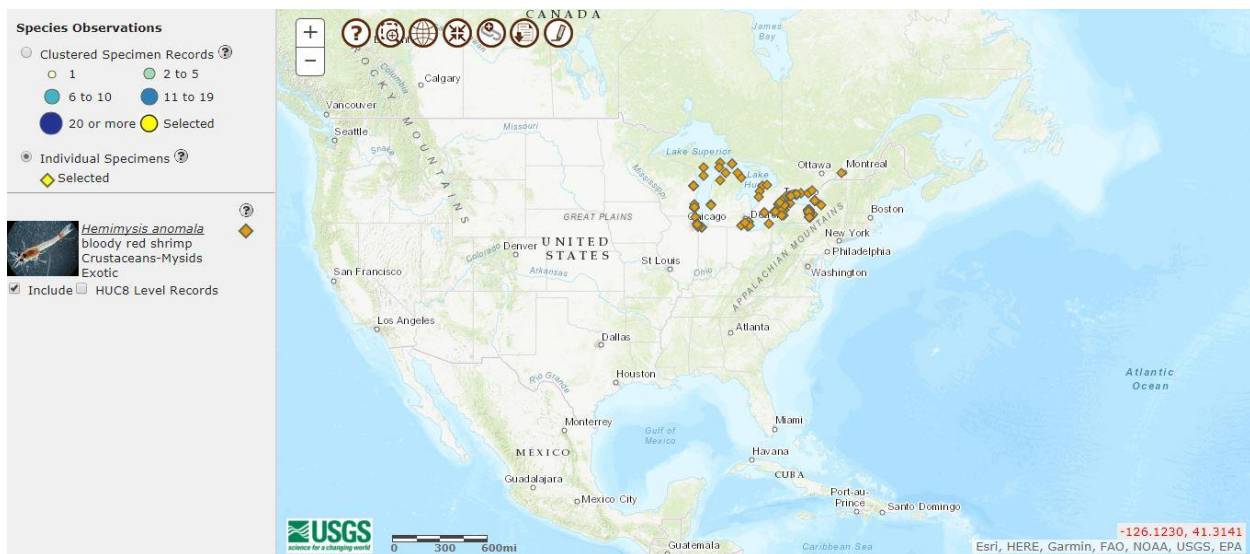 Species Observations
Clustered Specimen Records ?
1
2 to 5
6 to 10
11 to 19
20 or more
Selected
Individual Specimens ?
Selected
?
Hemimysis anomala
bloody red shrimp
Crustaceans-Mysids
Exotic
Include HUC8 Level Records
+
−
?
CANADA
James
Bay
ROCKY MOUNTAINS
Columbia
Calgary
Vancouver
Seattle
Snake
Missouri
Mississippi
Lake Superior
Lake
Ottawa
Montreal
Chicago
Boston
GREAT PLAINS
New York
Philadelphia
Denver
UNITED
STATES
St Louis
Ohio
APPALACHIAN MOUNTAINS
Washington
San Francisco
Colorado
Arkansas
Los Angeles
Atlanta
Dallas
Houston
Rio Grande
Atlantic
Ocean
Monterrey
Gulf of
Mexico
Miami
MÉXICO
Havana
CUBA
Guadalajara
Mexico City
Port-au-
Prince
Santo Domingo
USGS
science for a changing world
0 300 600mi
Guatemala
Caribbean Sea
-126.1230, 41.3141
Esri, HERE, Garmin, FAO, NOAA, USGS, EPA